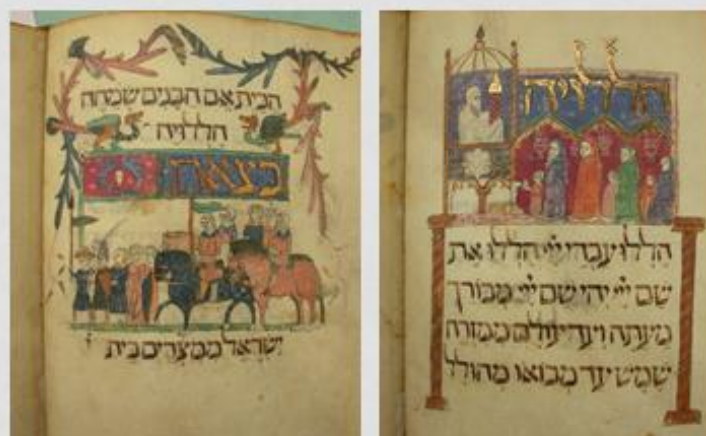 הללויה
הללו עבדי יי הללו את
שם יי יהי שם יי מבורך
מעתה ועד עולם ממזרח
שמש עד מבואו מהולל
הבית אם הבנים שמחה
הללויה
בצאת
ישראל ממצרים בית